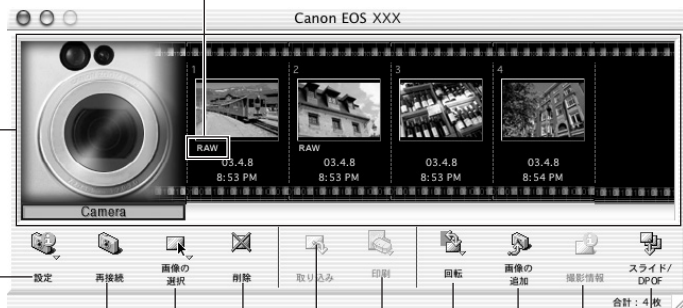 Canon EOS XXX
1
2
3
4
RAW
RAW
03.4.8
03.4.8
03.4.8
03.4.8
8:53 PM
8:53 PM
8:53 PM
8:54 PM
Camera
設定
再接続
画像の
選択
削除
取り込み
印刷
回転
画像の
追加
撮影情報
スライド/
DPOF
合計：4枚